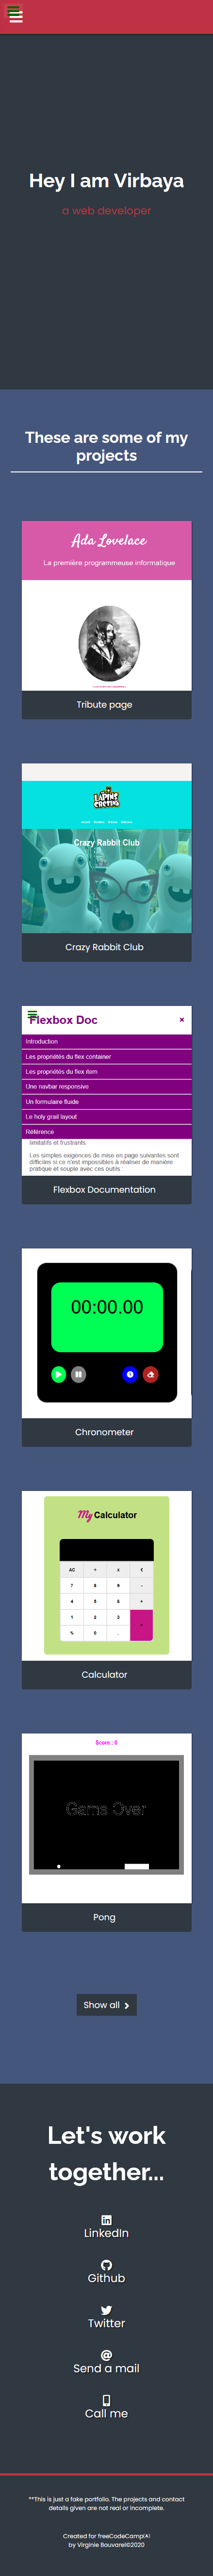 Hey I am Virbaya
a web developer
These are some of my
projects
Ada Lovelace
La première programmeuse informatique
Tribute page
THE
LAPINS
CRETINS
Crazy Rabbit Club
Crazy Rabbit Club
Flexbox Doc ×
Introduction
Les propriétés du flex container
Les propriétés du flex item
Une navbar responsive
Un formulaire fluide
Le holy grail layout
Référence
limitatifs et frustrants.
Les simples exigences de mise en page suivantes sont
difficiles si ce n'est impossibles à réaliser de manière
pratique et souple avec ces outils :
Flexbox Documentation
00:00.00
Chronometer
My Calculator
AC ÷ x
7 8 9 -
4 5 6 +
1 2 3
% 0 .
Calculator
Score : 6
Game Over
Pong
Show all
Let's work
together...
LinkedIn
Github
Twitter
Send a mail
Call me
**This is just a fake portfolio. The projects and contact
details given are not real or incomplete.
Created for freeCodeCamp
by Virginie Bouvarel©2020